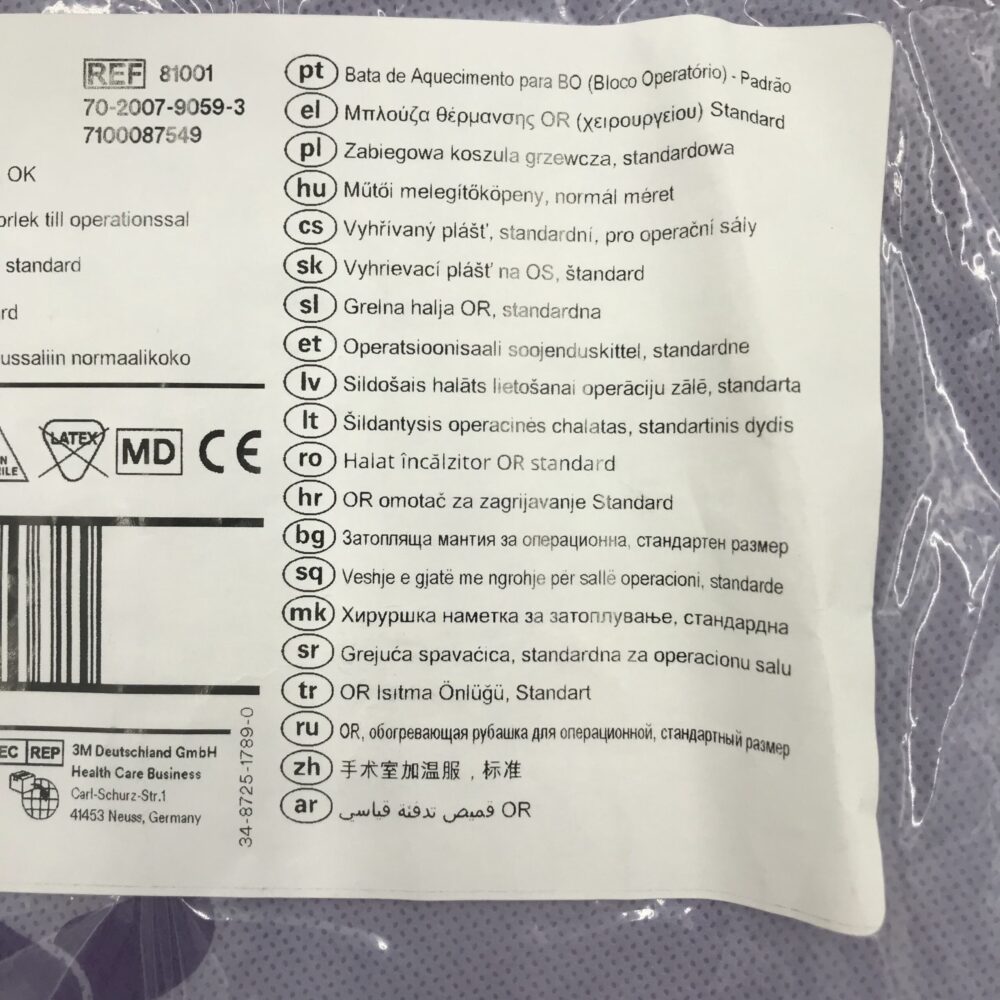 REF 81001
70-2007-9059-3
7100087549
OK
orlek till operationssal
standard
rd
ussaliin normaalikoko
LATEX MD CE
EC REP 3M Deutschland GmbH
Health Care Business
Carl-Schurz-Str.1
41453 Neuss, Germany
34-8725-1789-0
pt Bata de Aquecimento para BO (Bloco Operatório) - Padrão
el Μπλούζα θέρμανσης OR (χειρουργείου) Standard
pl Zabiegowa koszula grzewcza, standardowa
hu Műtői melegítőköpeny, normál méret
cs Vyhřívaný plášť, standardní, pro operační sály
sk Vyhrievací plášť na OS, štandard
sl Grelna halja OR, standardna
et Operatsioonisaali soojenduskittel, standardne
lv Sildošais halāts lietošanai operāciju zālē, standarta
lt Šildantysis operacinės chalatas, standartinis dydis
ro Halat încălzitor OR standard
hr OR omotač za zagrijavanje Standard
bg Затопляща мантия за операционна, стандартен размер
sq Veshje e gjatë me ngrohje për sallë operacioni, standarde
mk Хируршка наметка за затоплување, стандардна
sr Grejuća spavaćica, standardna za operacionu salu
tr OR Isıtma Önlüğü, Standart
ru OR, обогревающая рубашка для операционной, стандартный размер
zh 手术室加温服，标准
ar قميص تدفئة قياسي OR